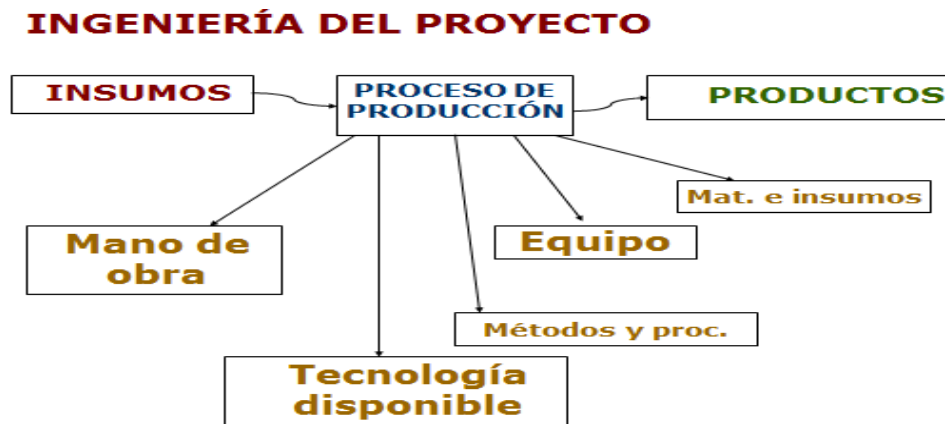 INGENIERÍA DEL PROYECTO
INSUMOS
PROCESO DE
PRODUCCIÓN
PRODUCTOS
Mat. e insumos
Mano de
obra
Equipo
Métodos y proc.
Tecnología
disponible